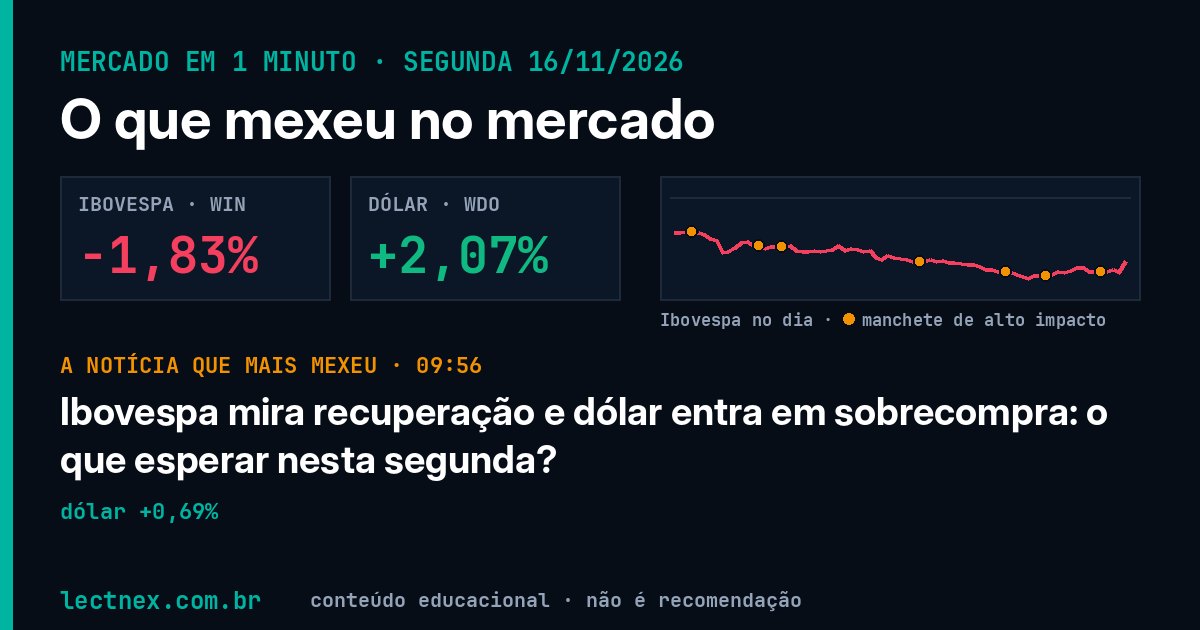 MERCADO EM 1 MINUTO · SEGUNDA 16/11/2026
O que mexeu no mercado
IBOVESPA · WIN
-1,83%
DÓLAR · WDO
+2,07%
Ibovespa no dia · manchete de alto impacto
A NOTÍCIA QUE MAIS MEXEU · 09:56
Ibovespa mira recuperação e dólar entra em sobrecompra: o
que esperar nesta segunda?
dólar +0,69%
lectnex.com.br
conteúdo educacional · não é recomendação